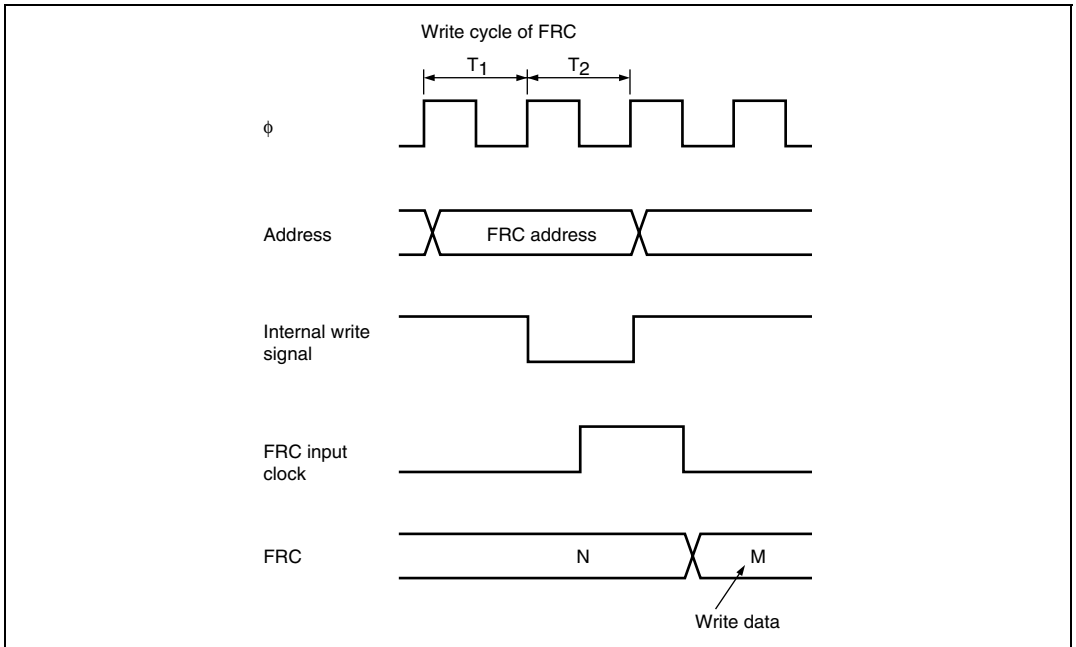 Write cycle of FRC
T1 T2
ϕ
Address
FRC address
Internal write
signal
FRC input
clock
FRC
N
M
Write data